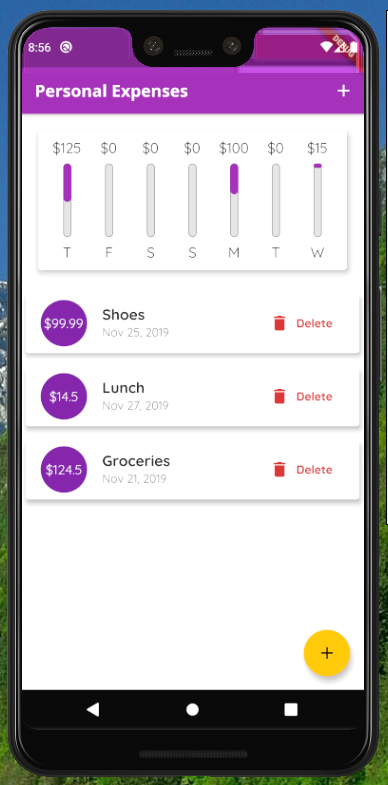 8:56
DEBUG
Personal Expenses
$125 $0 $0 $0 $100 $0 $15
T F S S M T W
$99.99 Shoes Delete
Nov 25, 2019
$14.5 Lunch Delete
Nov 27, 2019
$124.5 Groceries Delete
Nov 21, 2019